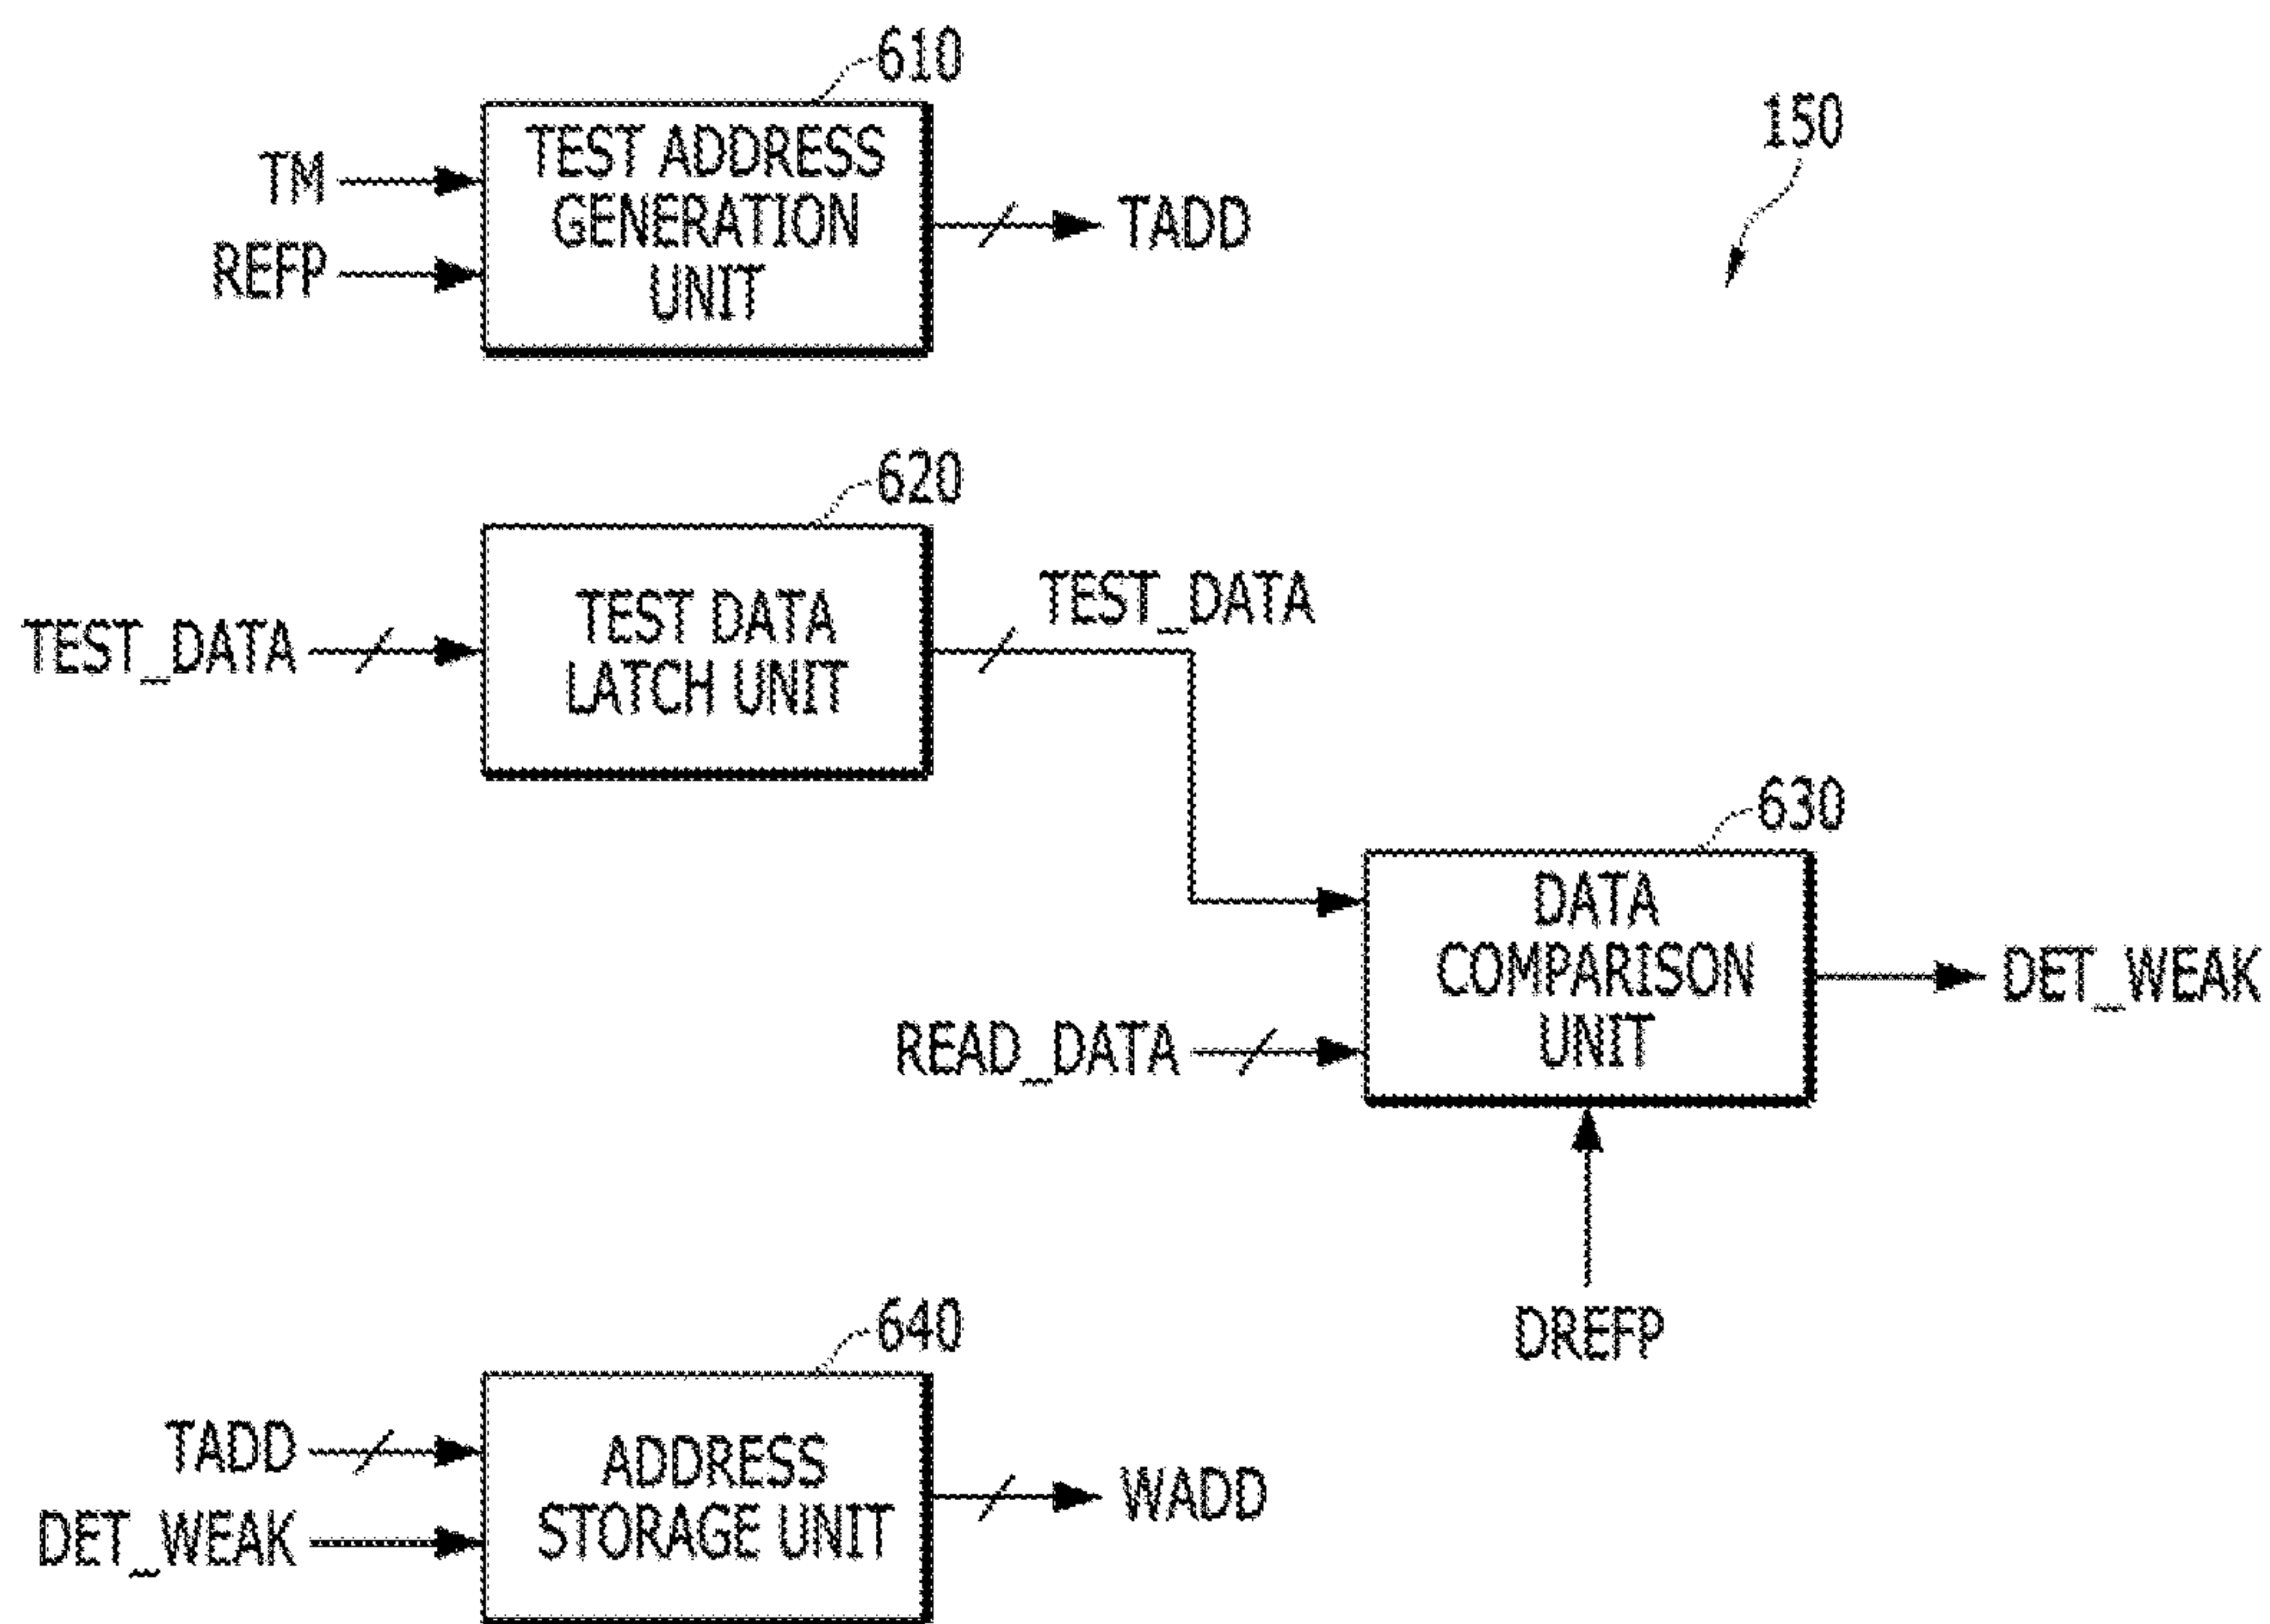 610
150
TEST ADDRESS
GENERATION
UNIT
TM
REFP
TADD
620
TEST DATA
LATCH UNIT
TEST_DATA
TEST_DATA
630
DATA
COMPARISON
UNIT
READ_DATA
DET_WEAK
DREFP
640
ADDRESS
STORAGE UNIT
TADD
DET_WEAK
WADD